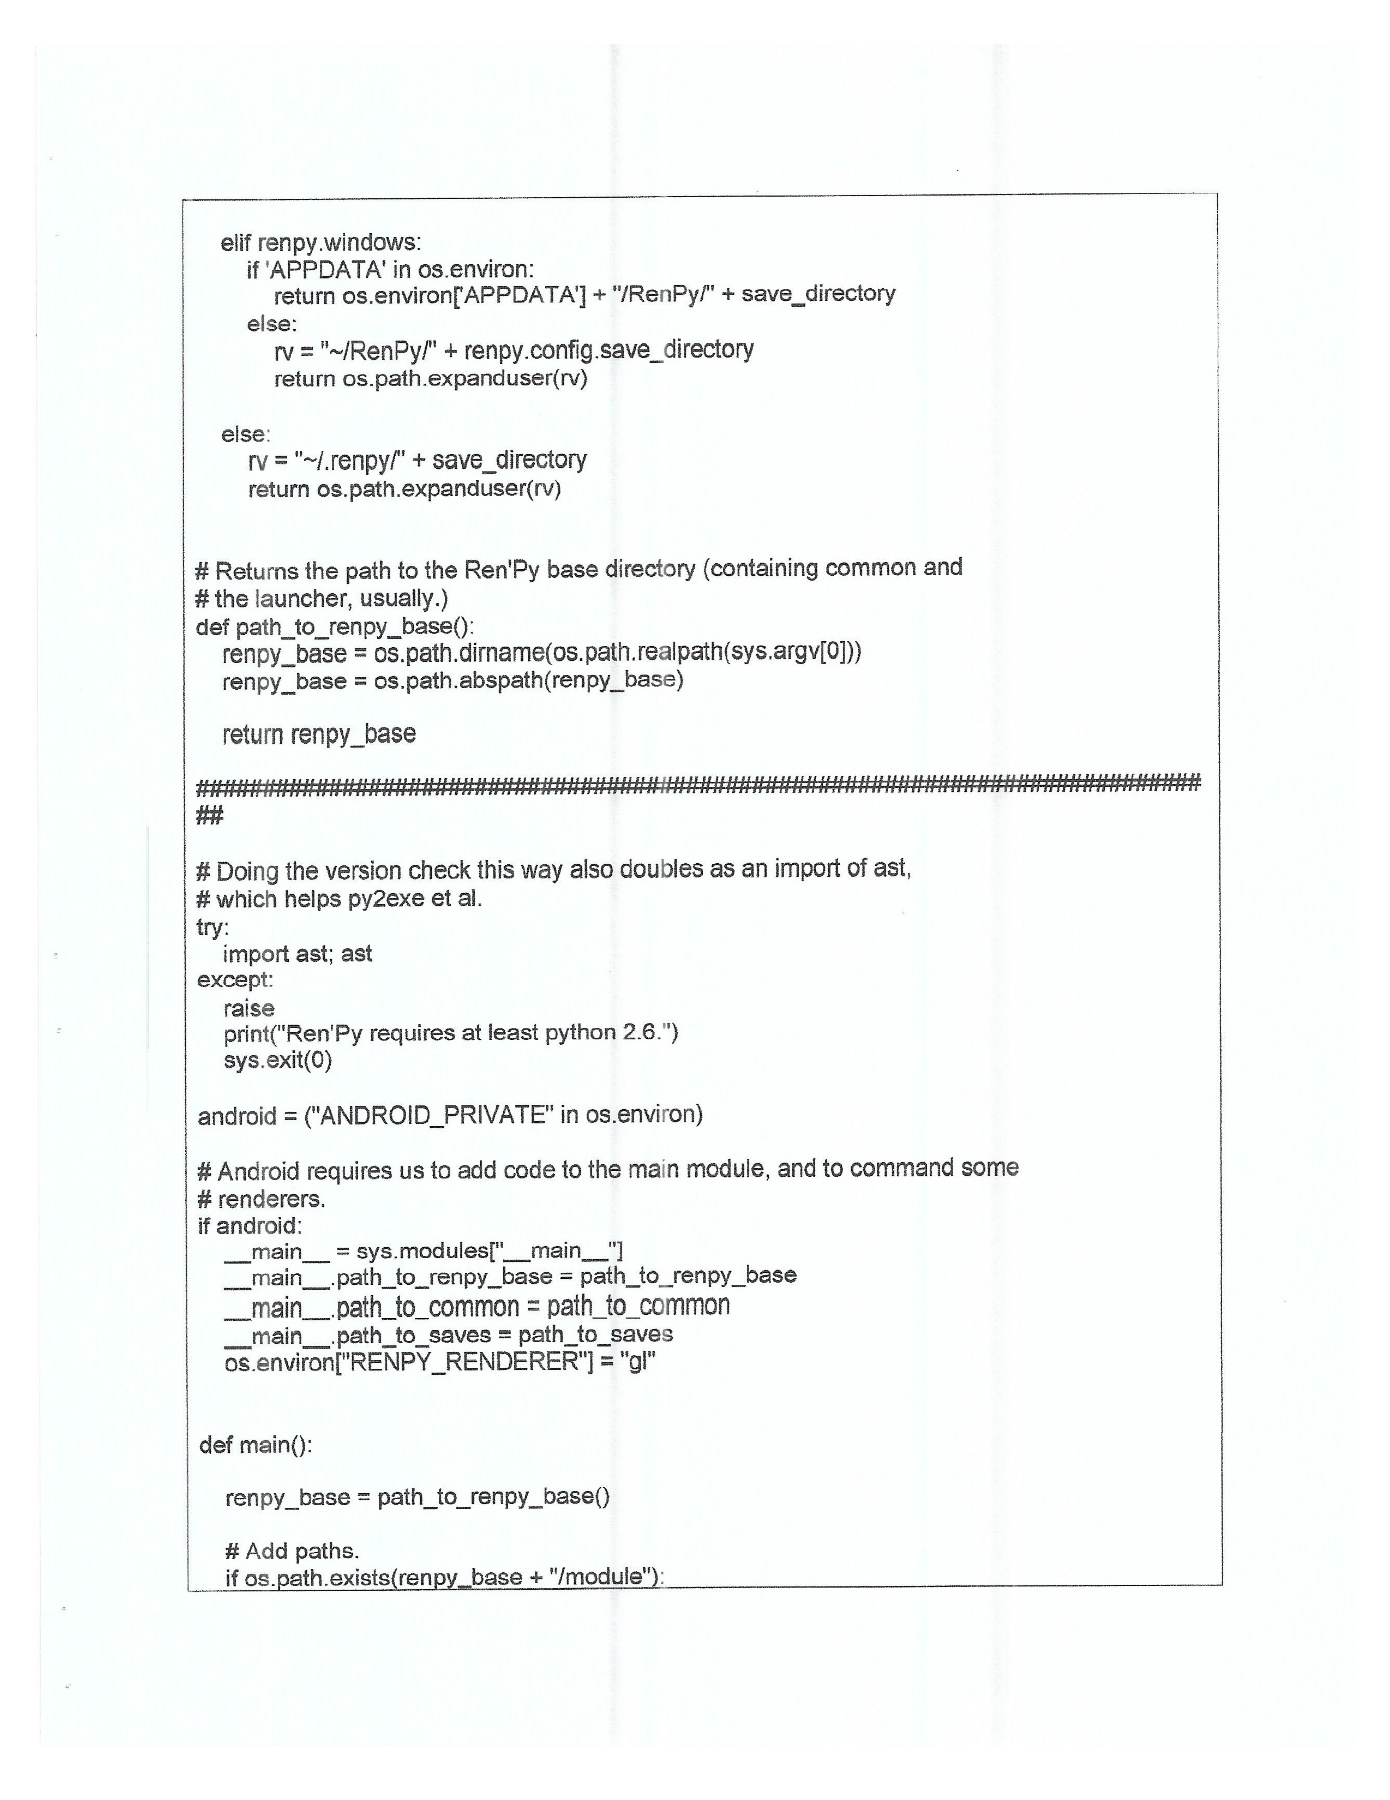 elif renpy.windows:
if 'APPDATA' in os.environ:
return os.environ['APPDATA'] + "/RenPy/" + save_directory
else:
rv = "~/RenPy/" + renpy.config.save_directory
return os.path.expanduser(rv)
else:
rv = "~/.renpy/" + save_directory
return os.path.expanduser(rv)
# Returns the path to the Ren'Py base directory (containing common and
# the launcher, usually.)
def path_to_renpy_base():
renpy_base = os.path.dirname(os.path.realpath(sys.argv[0]))
renpy_base = os.path.abspath(renpy_base)
return renpy_base
############################################################################
##
# Doing the version check this way also doubles as an import of ast,
# which helps py2exe et al.
try:
import ast; ast
except:
raise
print("Ren'Py requires at least python 2.6.")
sys.exit(0)
android = ("ANDROID_PRIVATE" in os.environ)
# Android requires us to add code to the main module, and to command some
# renderers.
if android:
__main__ = sys.modules["__main__"]
__main__.path_to_renpy_base = path_to_renpy_base
__main__.path_to_common = path_to_common
__main__.path_to_saves = path_to_saves
os.environ["RENPY_RENDERER"] = "gl"
def main():
renpy_base = path_to_renpy_base()
# Add paths.
if os.path.exists(renpy_base + "/module"):